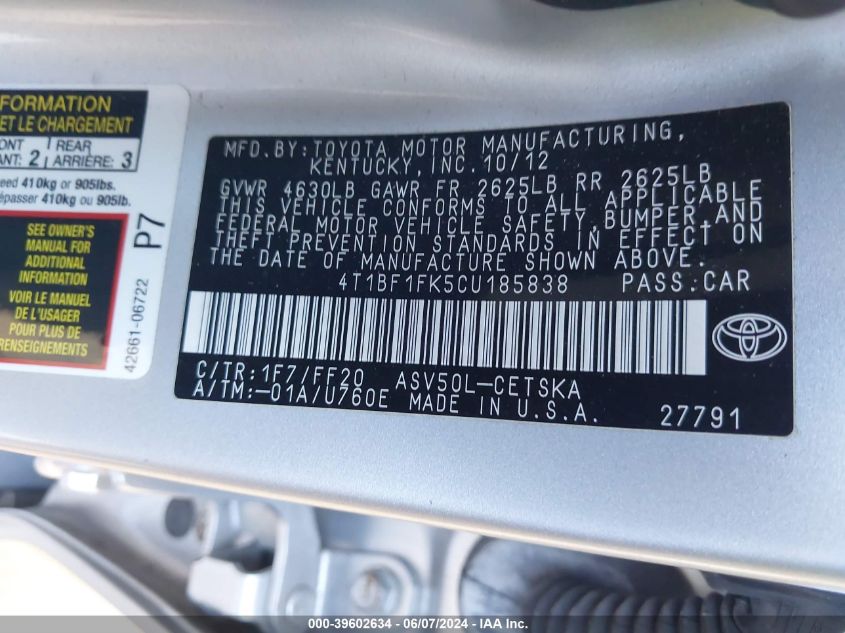 FORMATION
ET LE CHARGEMENT
REAR
2 ARRIÈRE: 3
410kg or 905lbs.
410kg ou 905lb.
SEE OWNER'S
MANUAL FOR
ADDITIONAL
INFORMATION
VOIR LE MANUEL
DE L'USAGER
POUR PLUS DE
RENSEIGNEMENTS
P7
42661-06722
MFD.BY:TOYOTA MOTOR MANUFACTURING,
KENTUCKY,INC.10/12
GVWR 4630LB GAWR FR 2625LB RR 2625LB
THIS VEHICLE CONFORMS TO ALL APPLICABLE
FEDERAL MOTOR VEHICLE SAFETY,BUMPER,AND
THEFT PREVENTION STANDARDS IN EFFECT ON
THE DATE OF MANUFACTURE SHOWN ABOVE.
4T1BF1FK5CU185838 PASS.CAR
C/TR:1F7/FF20 ASV50L-CETSKA
A/TM:-01A/U760E MADE IN U.S.A. 27791
000-39602634 - 06/07/2024 - IAA Inc.